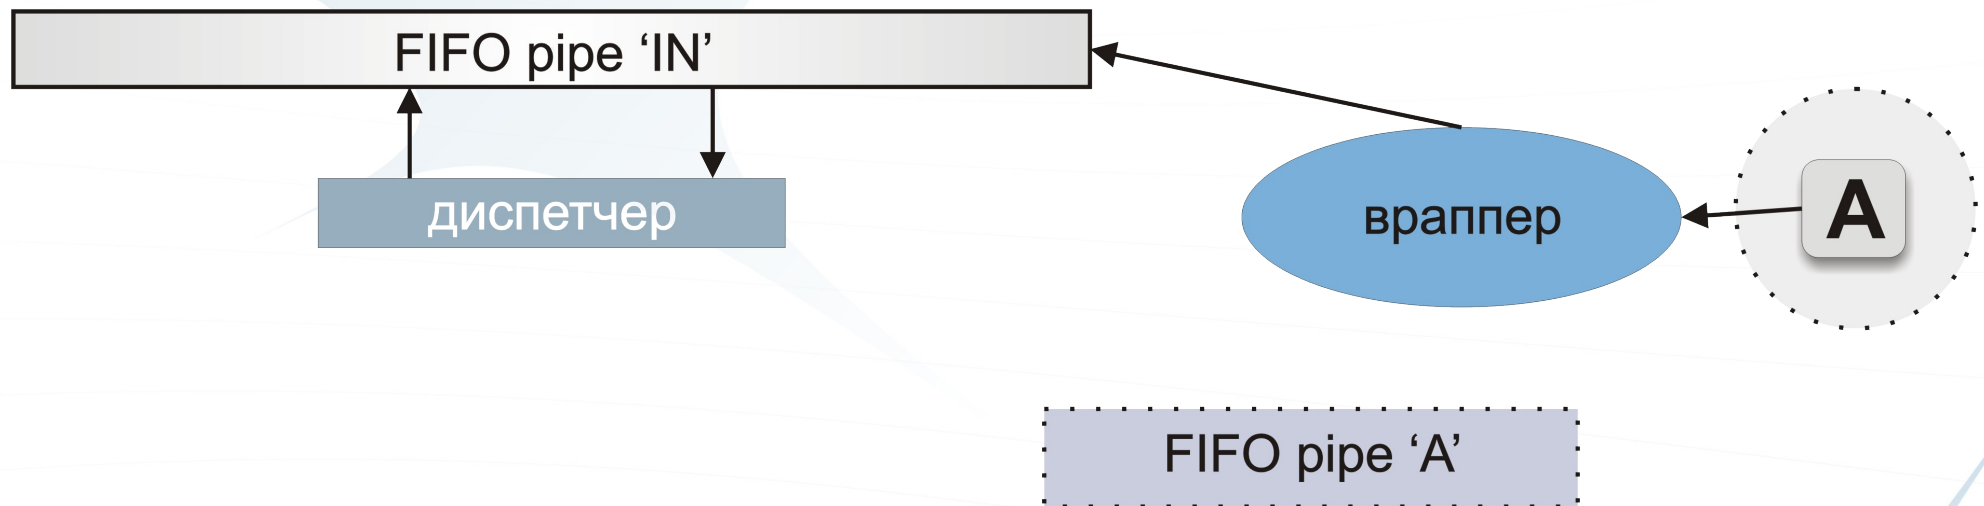 FIFO pipe ‘IN’
диспетчер
враппер
A
FIFO pipe ‘A’